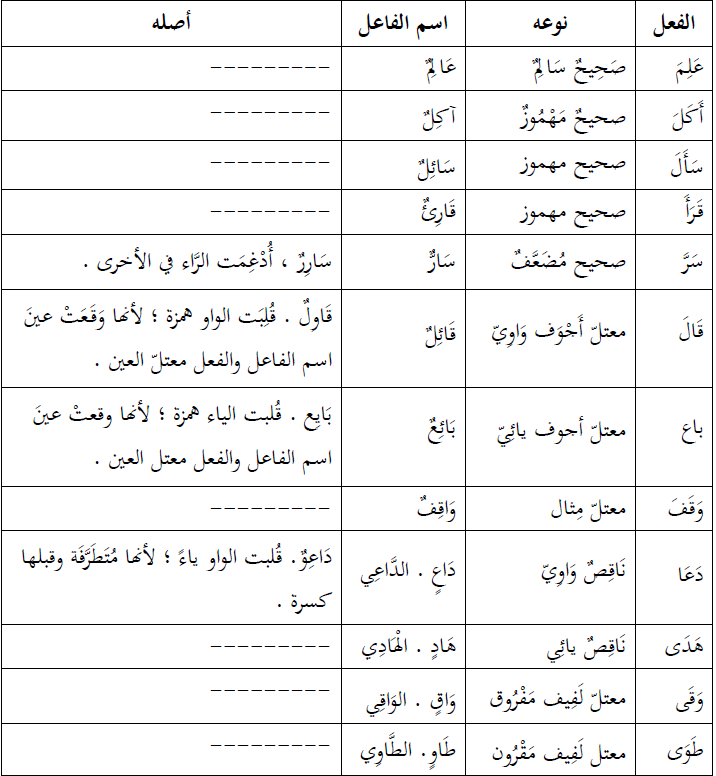 الفعل نوعه اسم الفاعل أصله
عَلِمَ صَحِيحٌ سَالِمٌ عَالِمٌ ---------
أَكَلَ صحيحٌ مَهْمُوزٌ آكِلٌ ---------
سَأَلَ صحيح مهموز سَائِلٌ ---------
قَرَأَ صحيح مهموز قَارِئٌ ---------
سَرَّ صحيح مُضَعَّفٌ سَارٌّ سَارِرٌ ، أُدْغِمَت الرَّاء في الأخرى .
قَالَ معتلّ أَجْوَف وَاوِيّ قَائِلٌ قَاوِلٌ . قُلِبَت الواو همزة ؛ لأنها وَقَعَتْ عينَ
اسم الفاعل والفعل معتلّ العين .
باع معتلّ أجوف يائِيّ بَائِعٌ بَايِع . قُلبت الياء همزة ؛ لأنها وقعتْ عينَ
اسم الفاعل والفعل معتل العين .
وَقَفَ معتلّ مِثال وَاقِفٌ ---------
دَعَا نَاقِصٌ وَاوِيّ دَاعٍ . الدَّاعِي دَاعِوٌ. قُلبت الواو ياءً ؛ لأنها مُتَطَرَّفَة وقبلها
كسرة .
هَدَى نَاقِصٌ يائِي هَادٍ . الْهَادِي ---------
وَقَى معتلّ لَفِيف مَفْرُوق وَاقٍ . الوَاقِي ---------
طَوَى معتل لَفِيف مَقْرُون طَاوٍ . الطَّاوِي ---------